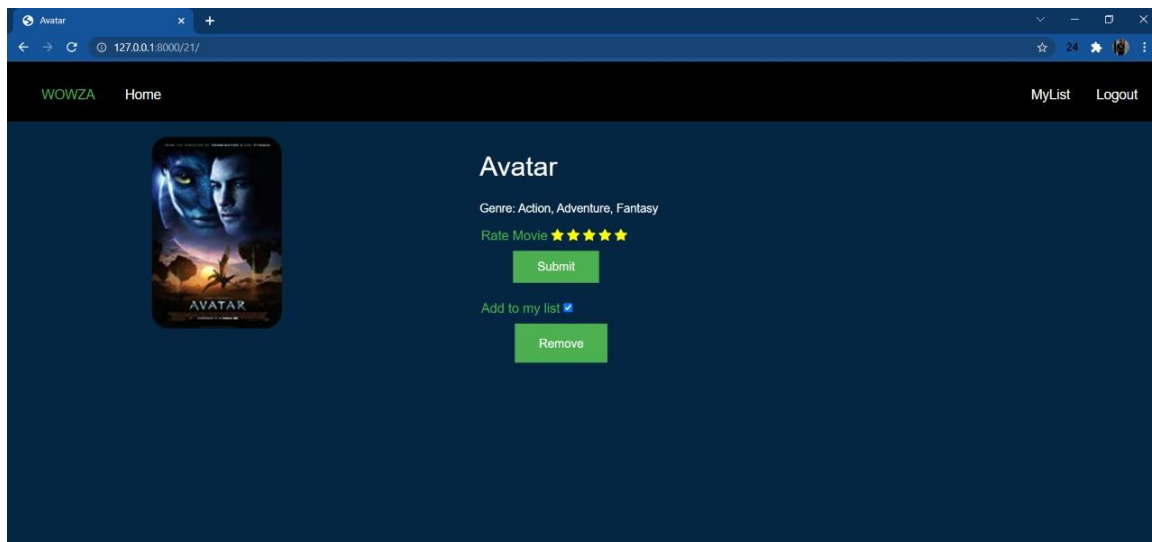 Avatar
127.0.0.1:8000/21/
24
WOWZA Home MyList Logout
Avatar
Genre: Action, Adventure, Fantasy
Rate Movie
Submit
Add to my list
Remove
AVATAR